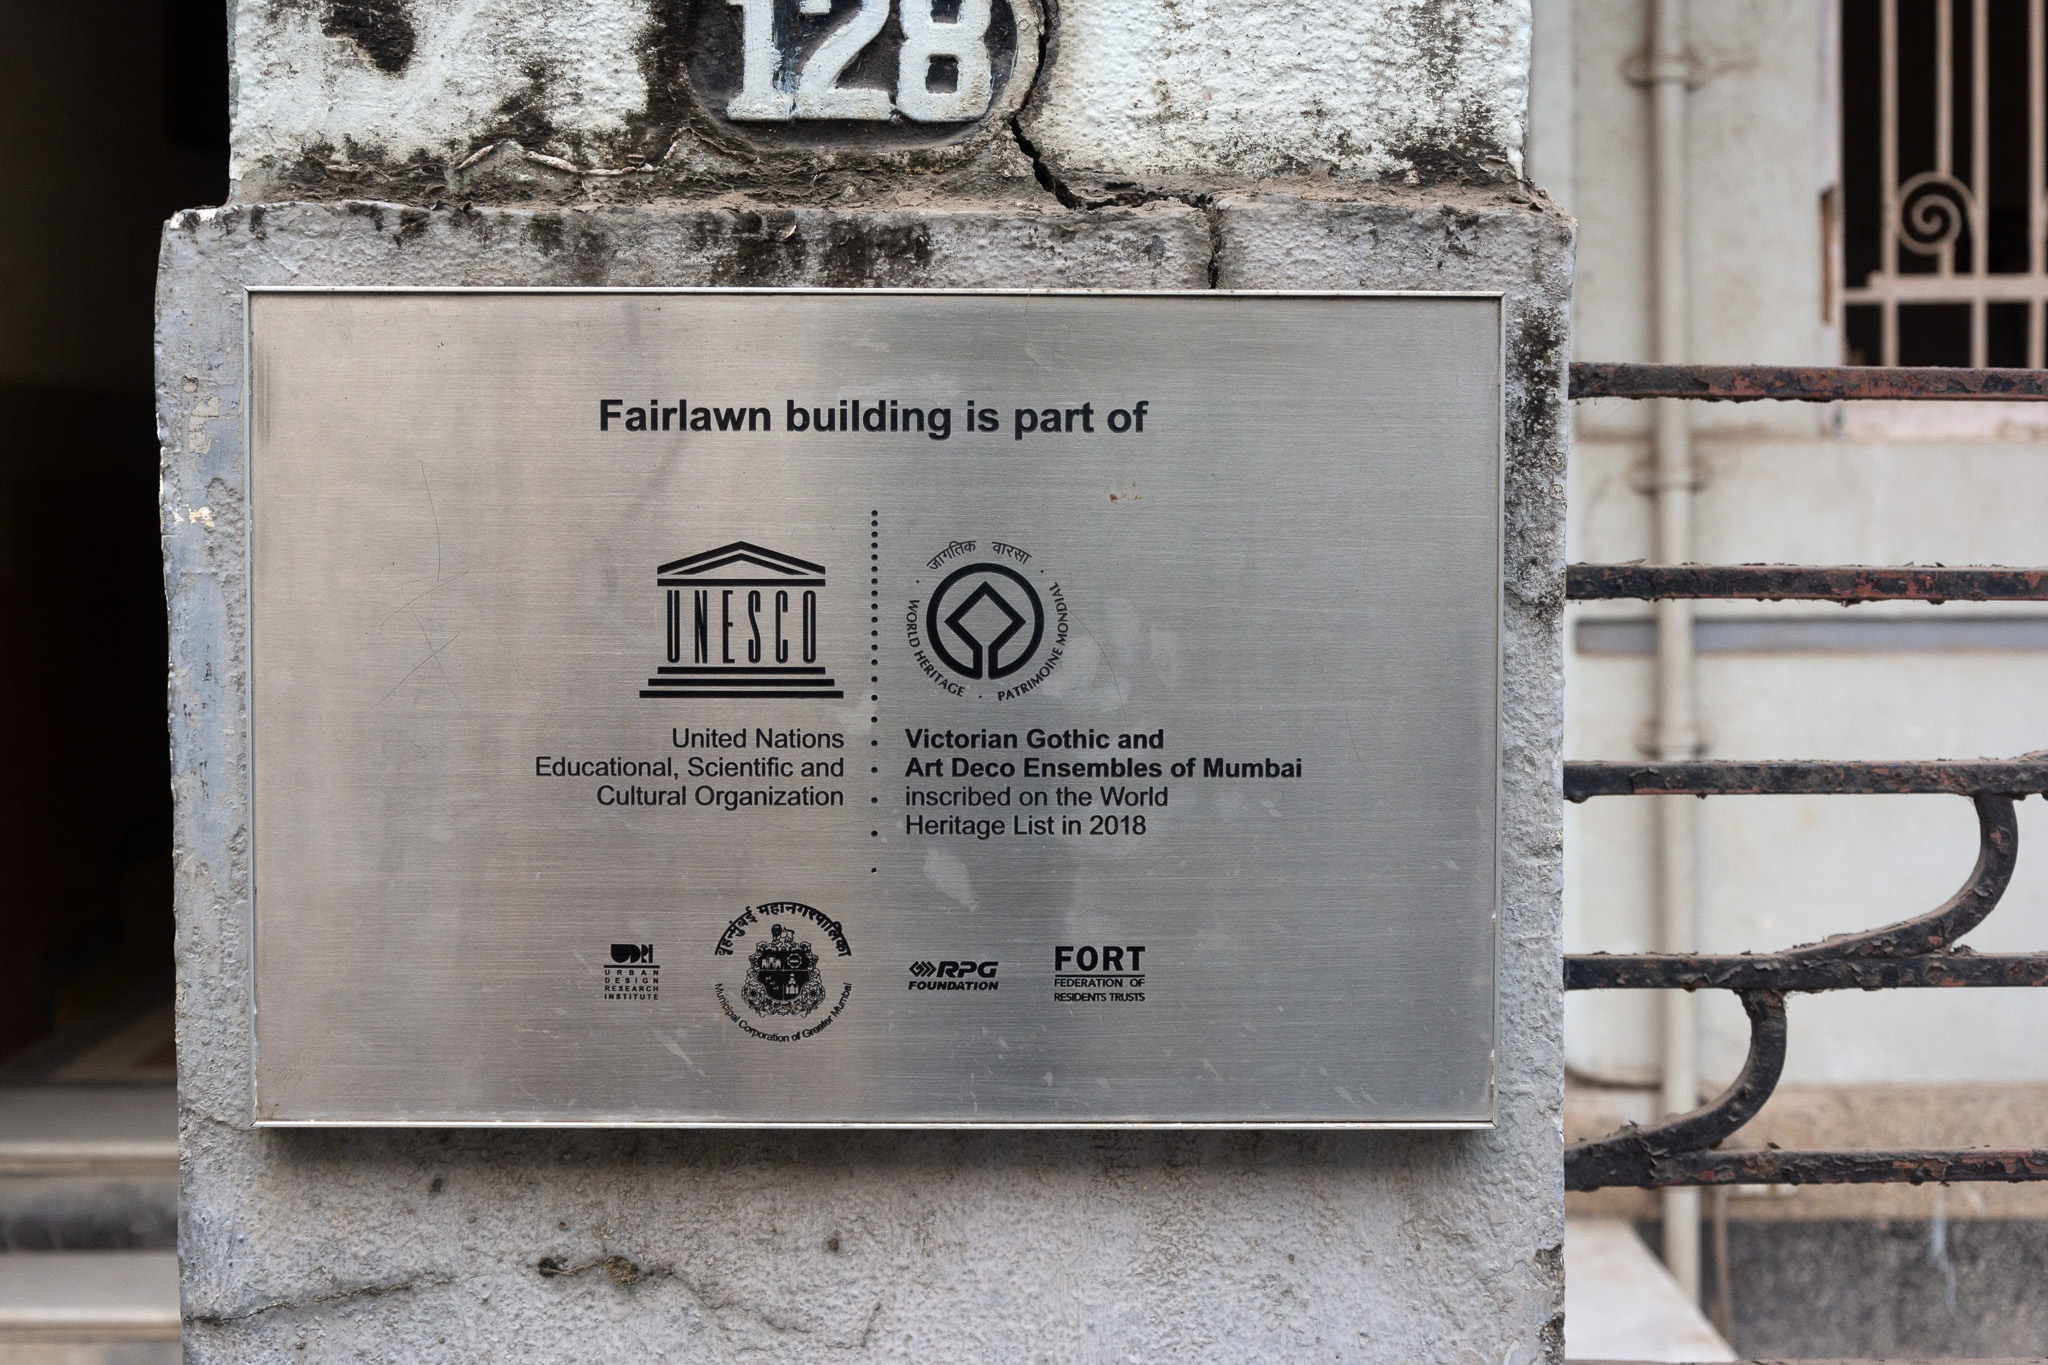 128
Fairlawn building is part of
UNESCO
United Nations
Educational, Scientific and
Cultural Organization
जागतिक वारसा · WORLD HERITAGE · PATRIMOINE MONDIAL ·
Victorian Gothic and
Art Deco Ensembles of Mumbai
inscribed on the World
Heritage List in 2018
UDRI
URBAN
DESIGN
RESEARCH
INSTITUTE
बृहन्मुंबई महानगरपालिका
Municipal Corporation of Greater Mumbai
RPG
FOUNDATION
FORT
FEDERATION OF
RESIDENTS TRUSTS